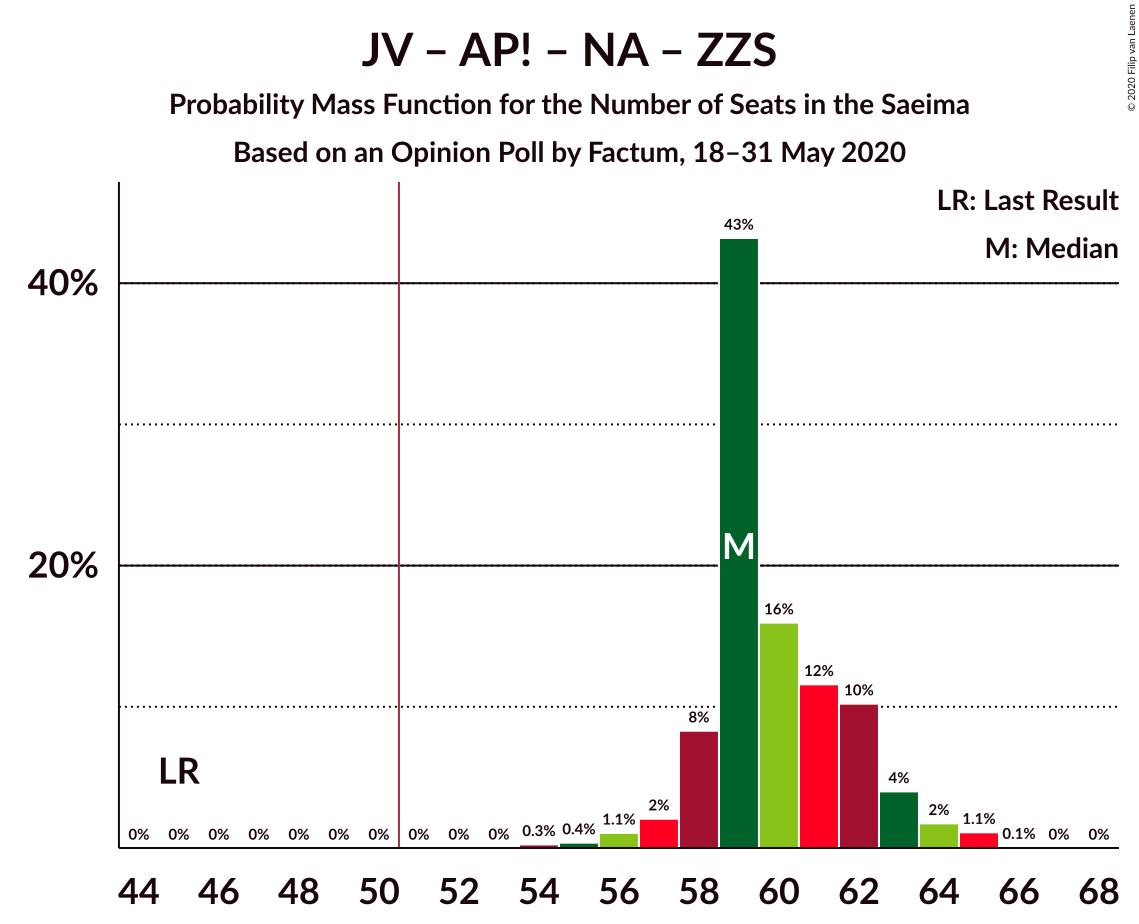 JV – AP! – NA – ZZS
Probability Mass Function for the Number of Seats in the Saeima
Based on an Opinion Poll by Factum, 18–31 May 2020
© 2020 Filip van Laenen
LR: Last Result
M: Median
40%
20%
43%
M
16%
12%
10%
8%
4%
LR
0% 0% 0% 0% 0% 0% 0% 0% 0% 0% 0.3% 0.4% 1.1% 2% 2% 1.1% 0.1% 0% 0%
44 46 48 50 52 54 56 58 60 62 64 66 68